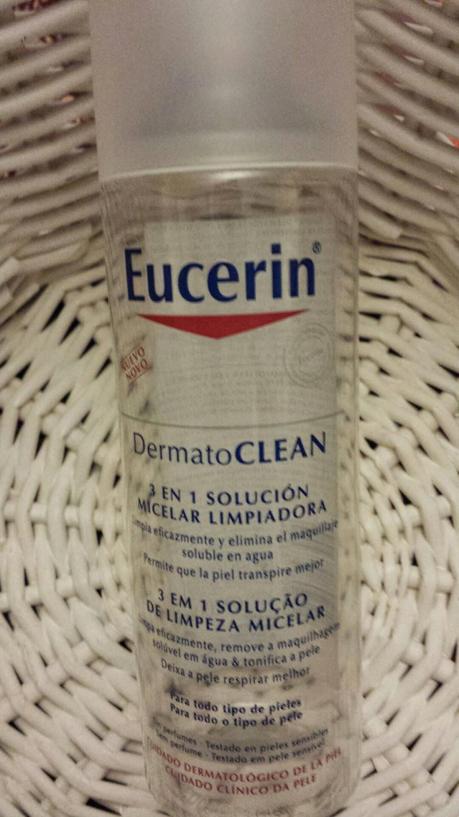 Eucerin®
NUEVO
NOVO
DermatoCLEAN
3 EN 1 SOLUCIÓN
MICELAR LIMPIADORA
eficazmente y elimina el maquillaje
soluble en agua
Permite que la piel transpire mejor
3 EM 1 SOLUÇÃO
DE LIMPEZA MICELAR
eficazmente, remove a maquilhagem
solúvel em água & tonifica a pele
Deixa a pele respirar melhor
Para todo tipo de pieles
Para todo o tipo de pele
Sin perfumes - Testado en pieles sensibles
Sem perfume - Testado em pele sensível
CUIDADO DERMATOLÓGICO DE LA PIEL
CUIDADO CLÍNICO DA PELE